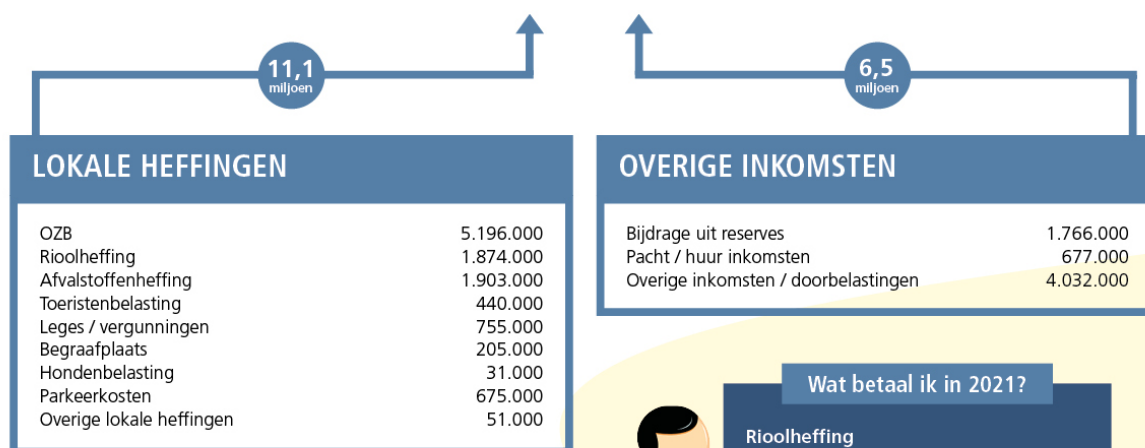 11,1
miljoen
6,5
miljoen
LOKALE HEFFINGEN
OZB 5.196.000
Rioolheffing 1.874.000
Afvalstoffenheffing 1.903.000
Toeristenbelasting 440.000
Leges / vergunningen 755.000
Begraafplaats 205.000
Hondenbelasting 31.000
Parkeerkosten 675.000
Overige lokale heffingen 51.000
OVERIGE INKOMSTEN
Bijdrage uit reserves 1.766.000
Pacht / huur inkomsten 677.000
Overige inkomsten / doorbelastingen 4.032.000
Wat betaal ik in 2021?
Rioolheffing